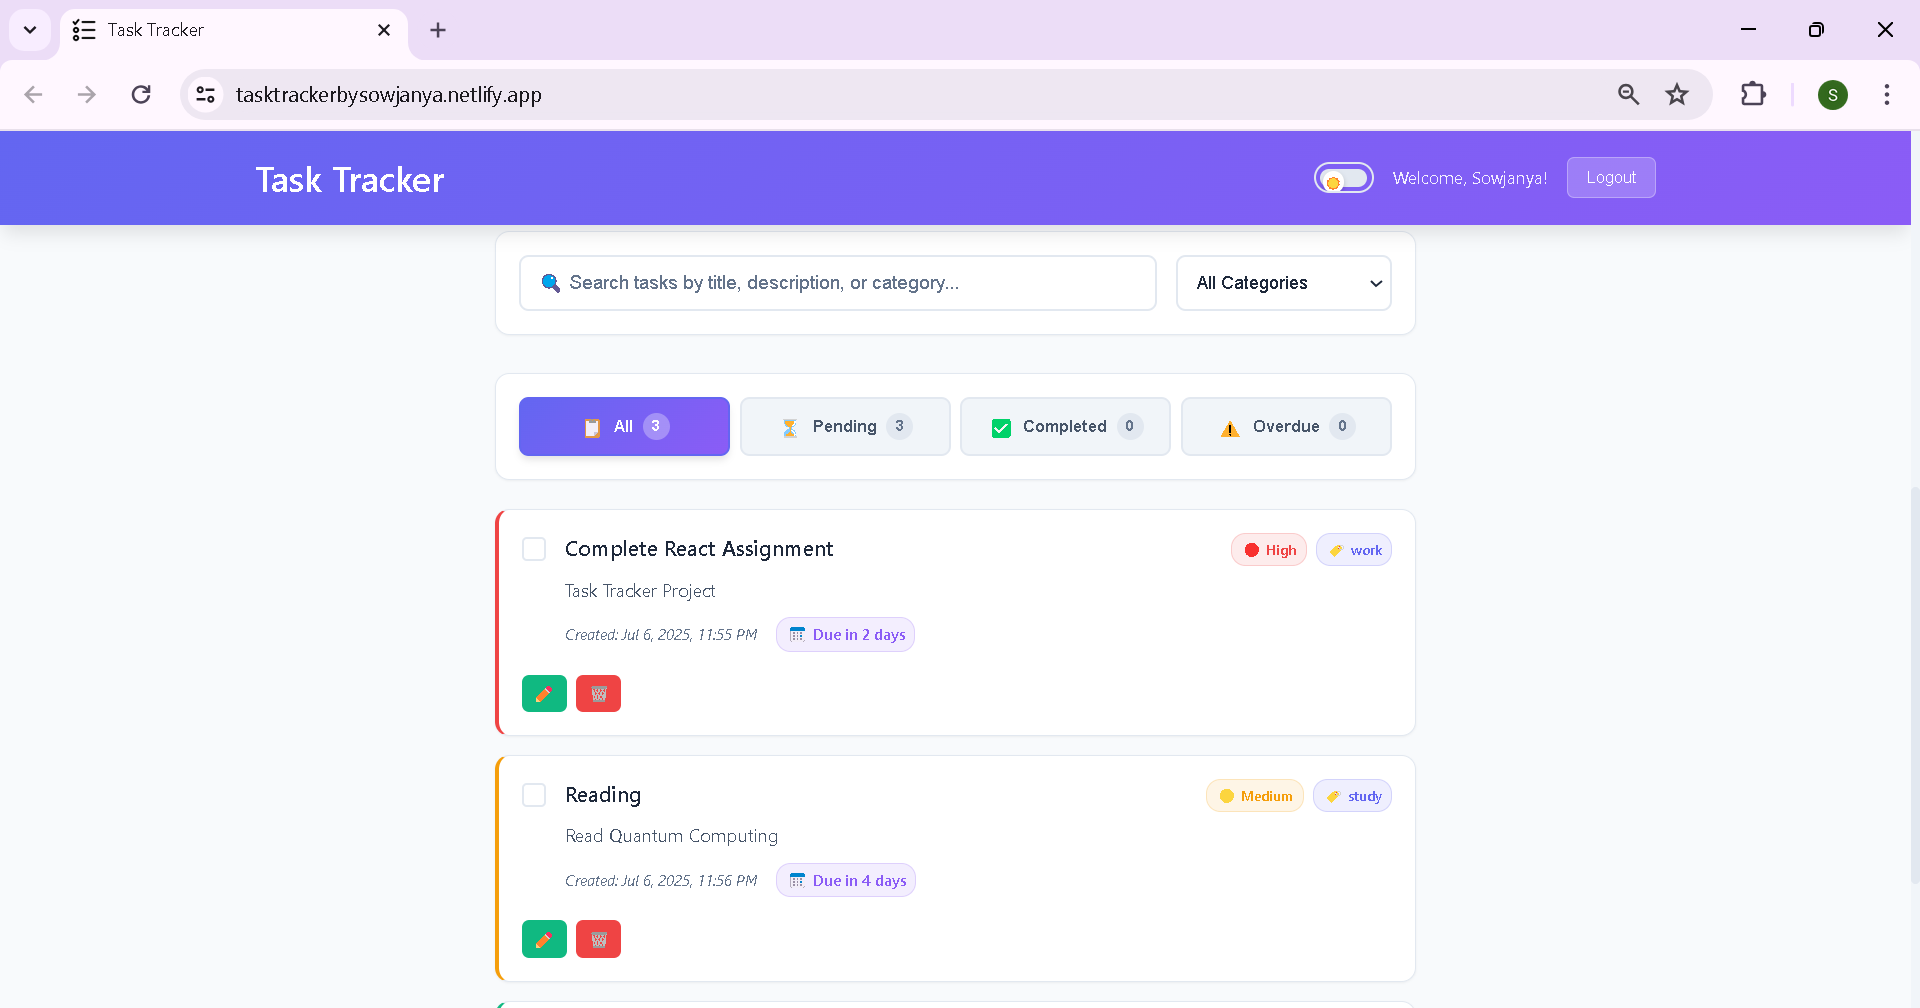 Task Tracker
tasktrackerbysowjanya.netlify.app
S
Task Tracker
Welcome, Sowjanya!
Logout
Search tasks by title, description, or category...
All Categories
All 3
Pending 3
Completed 0
Overdue 0
Complete React Assignment
High
work
Task Tracker Project
Created: Jul 6, 2025, 11:55 PM
Due in 2 days
Reading
Medium
study
Read Quantum Computing
Created: Jul 6, 2025, 11:56 PM
Due in 4 days